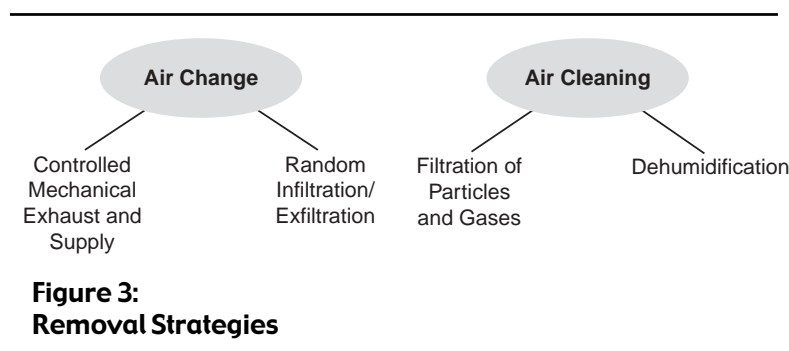 Air Change
Air Cleaning
Controlled
Mechanical
Exhaust and
Supply
Random
Infiltration/
Exfiltration
Filtration of
Particles
and Gases
Dehumidification
Figure 3:
Removal Strategies